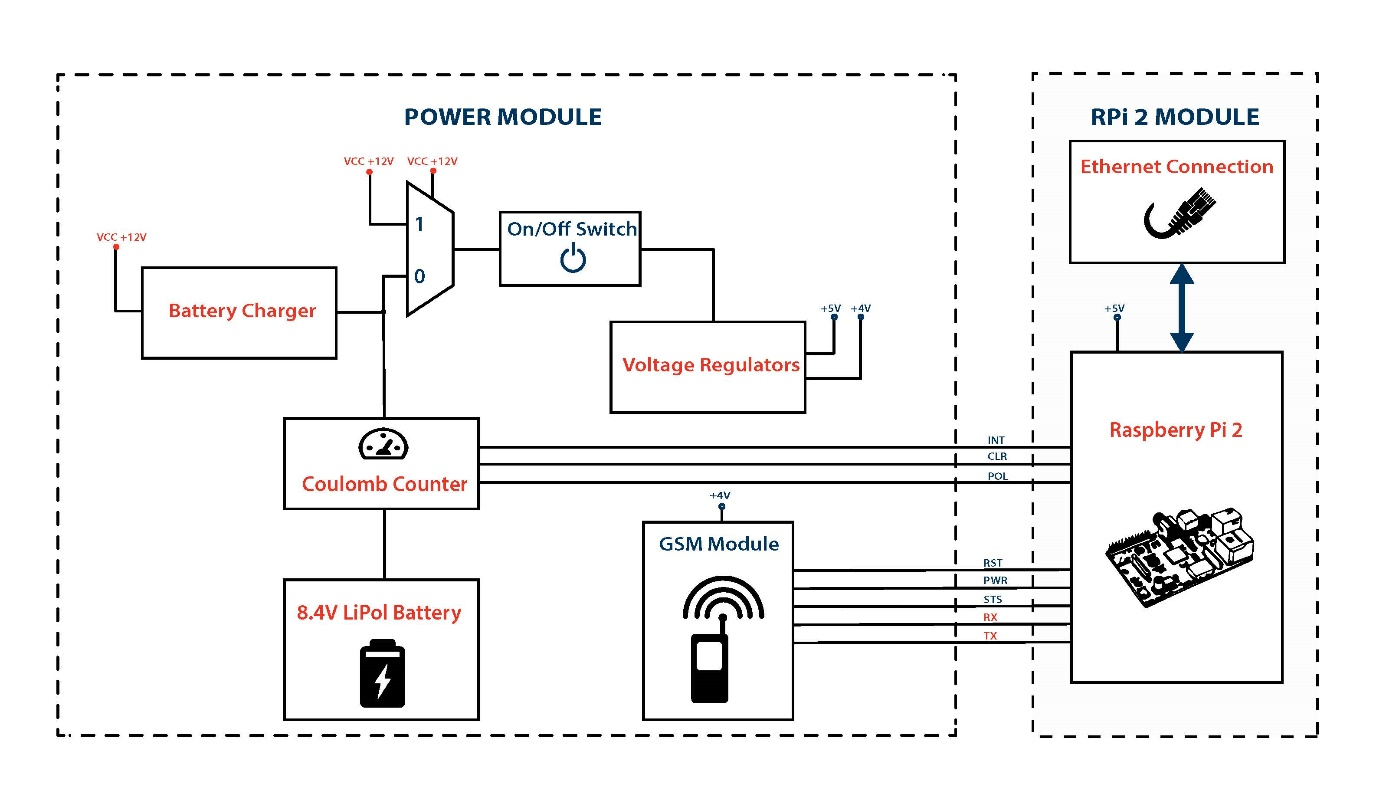 POWER MODULE
RPi 2 MODULE
VCC +12V
VCC +12V
Ethernet Connection
1
On/Off Switch
VCC +12V
0
Battery Charger
+5V
+4V
+5V
Voltage Regulators
Raspberry Pi 2
INT
CLR
POL
Coulomb Counter
+4V
GSM Module
RST
PWR
STS
RX
TX
8.4V LiPol Battery